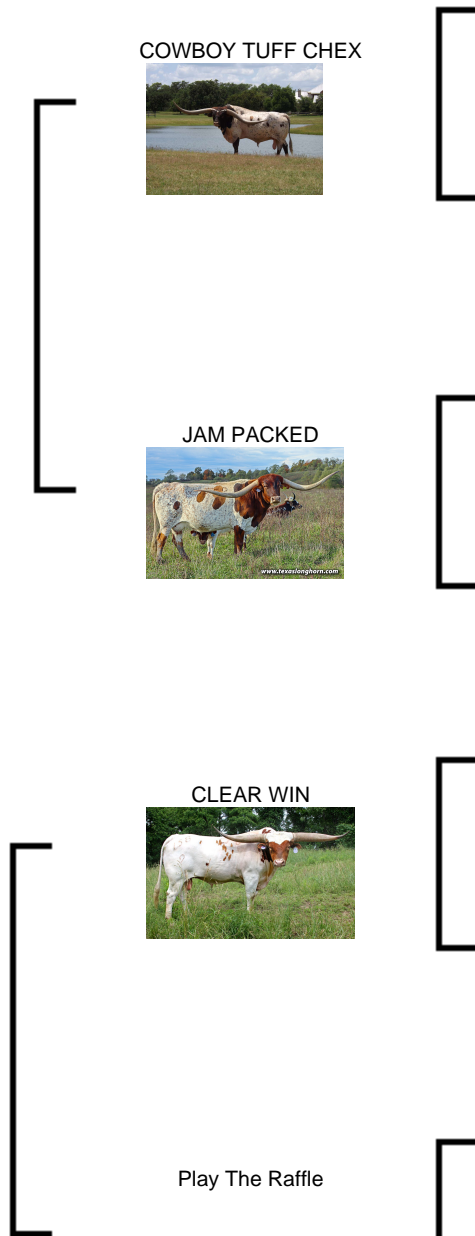 COWBOY TUFF CHEX
JAM PACKED
www.texaslonghorn.com
CLEAR WIN
Play The Raffle